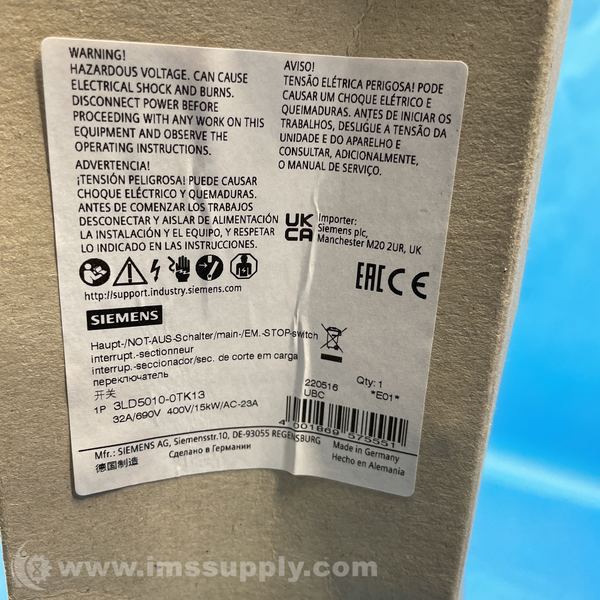 WARNING!
HAZARDOUS VOLTAGE. CAN CAUSE
ELECTRICAL SHOCK AND BURNS.
DISCONNECT POWER BEFORE
PROCEEDING WITH ANY WORK ON THIS
EQUIPMENT AND OBSERVE THE
OPERATING INSTRUCTIONS.
ADVERTENCIA!
¡TENSIÓN PELIGROSA! PUEDE CAUSAR
CHOQUE ELÉCTRICO Y QUEMADURAS.
ANTES DE COMENZAR LOS TRABAJOS
DESCONECTAR Y AISLAR DE ALIMENTACIÓN
LA INSTALACIÓN Y EL EQUIPO, Y RESPETAR
LO INDICADO EN LAS INSTRUCCIONES.
AVISO!
TENSÃO ELÉTRICA PERIGOSA! PODE
CAUSAR UM CHOQUE ELÉTRICO E
QUEIMADURAS. ANTES DE INICIAR OS
TRABALHOS, DESLIGUE A TENSÃO DA
UNIDADE E DO APARELHO E
CONSULTAR, ADICIONALMENTE,
O MANUAL DE SERVIÇO.
UK
CA
Importer:
Siemens plc,
Manchester M20 2UR, UK
EAC CE
http://support.industry.siemens.com
SIEMENS
Haupt-/NOT-AUS-Schalter/main-/EM.-STOP-switch
interrupt.-sectionneur
interrup.-seccionador/sec. de corte em carga
переключатель
开关
1P 3LD5010-0TK13
32A/690V 400V/15kW/AC-23A
220516
UBC
Qty: 1
*E01*
4 001869 575551
Mfr.: SIEMENS AG, Siemensstr.10, DE-93055 REGENSBURG
德国制造
Сделано в Германии
Made in Germany
Hecho en Alemania
www.imssupply.com